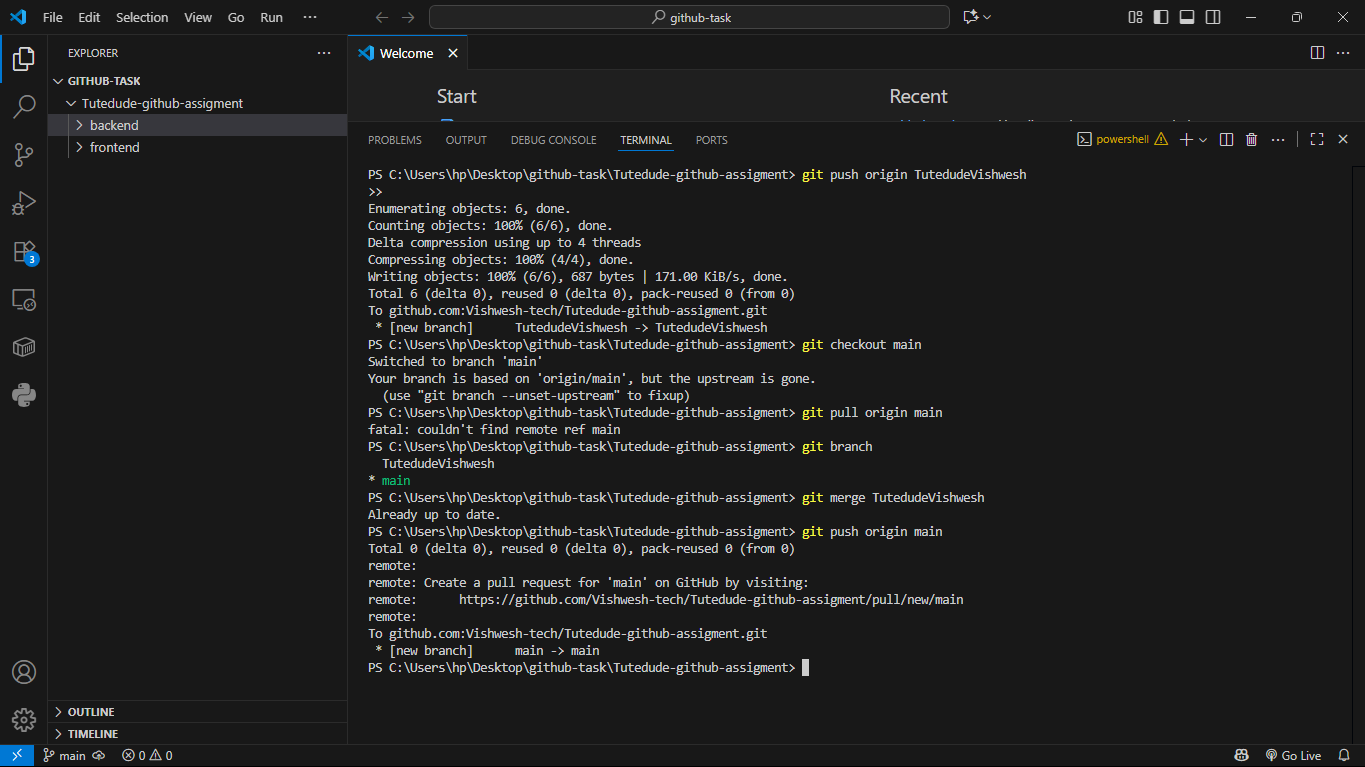 File Edit Selection View Go Run ···
github-task
EXPLORER
GITHUB-TASK
Tutedude-github-assigment
backend
frontend
OUTLINE
TIMELINE
3
Welcome
Start
Recent
PROBLEMS OUTPUT DEBUG CONSOLE TERMINAL PORTS
powershell
PS C:\Users\hp\Desktop\github-task\Tutedude-github-assigment> git push origin TutedudeVishwesh
>>
Enumerating objects: 6, done.
Counting objects: 100% (6/6), done.
Delta compression using up to 4 threads
Compressing objects: 100% (4/4), done.
Writing objects: 100% (6/6), 687 bytes | 171.00 KiB/s, done.
Total 6 (delta 0), reused 0 (delta 0), pack-reused 0 (from 0)
To github.com:Vishwesh-tech/Tutedude-github-assigment.git
 * [new branch]      TutedudeVishwesh -> TutedudeVishwesh
PS C:\Users\hp\Desktop\github-task\Tutedude-github-assigment> git checkout main
Switched to branch 'main'
Your branch is based on 'origin/main', but the upstream is gone.
  (use "git branch --unset-upstream" to fixup)
PS C:\Users\hp\Desktop\github-task\Tutedude-github-assigment> git pull origin main
fatal: couldn't find remote ref main
PS C:\Users\hp\Desktop\github-task\Tutedude-github-assigment> git branch
  TutedudeVishwesh
* main
PS C:\Users\hp\Desktop\github-task\Tutedude-github-assigment> git merge TutedudeVishwesh
Already up to date.
PS C:\Users\hp\Desktop\github-task\Tutedude-github-assigment> git push origin main
Total 0 (delta 0), reused 0 (delta 0), pack-reused 0 (from 0)
remote:
remote: Create a pull request for 'main' on GitHub by visiting:
remote:      https://github.com/Vishwesh-tech/Tutedude-github-assigment/pull/new/main
remote:
To github.com:Vishwesh-tech/Tutedude-github-assigment.git
 * [new branch]      main -> main
PS C:\Users\hp\Desktop\github-task\Tutedude-github-assigment>
main 0 0 Go Live